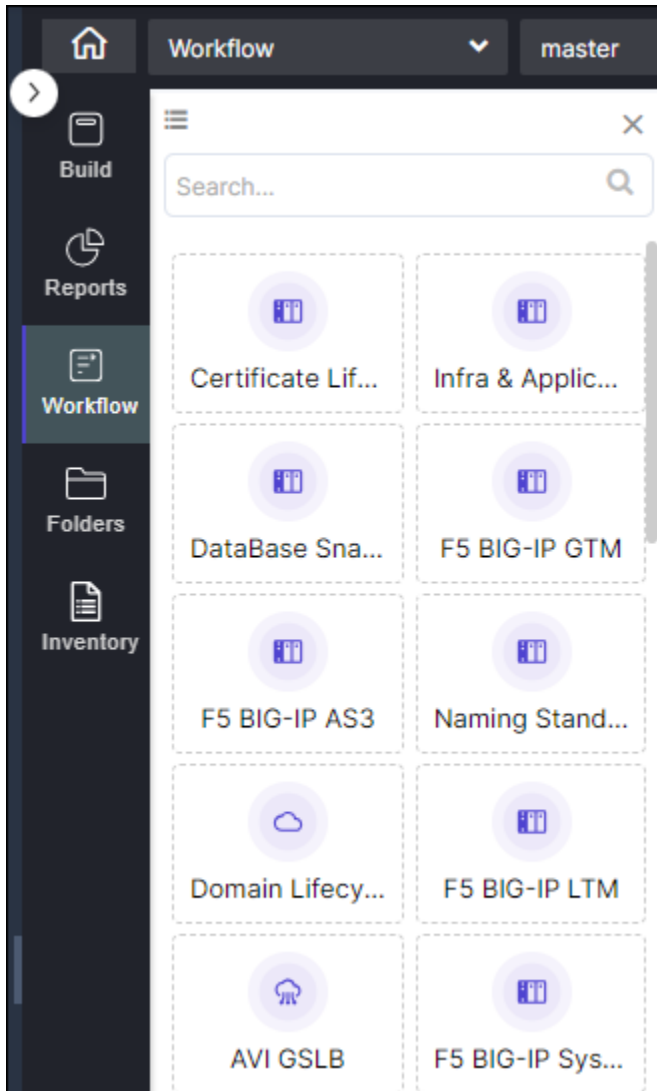 Workflow
master
Build
Reports
Workflow
Folders
Inventory
Search...
Certificate Lif...
Infra & Applic...
DataBase Sna...
F5 BIG-IP GTM
F5 BIG-IP AS3
Naming Stand...
Domain Lifecy...
F5 BIG-IP LTM
AVI GSLB
F5 BIG-IP Sys...